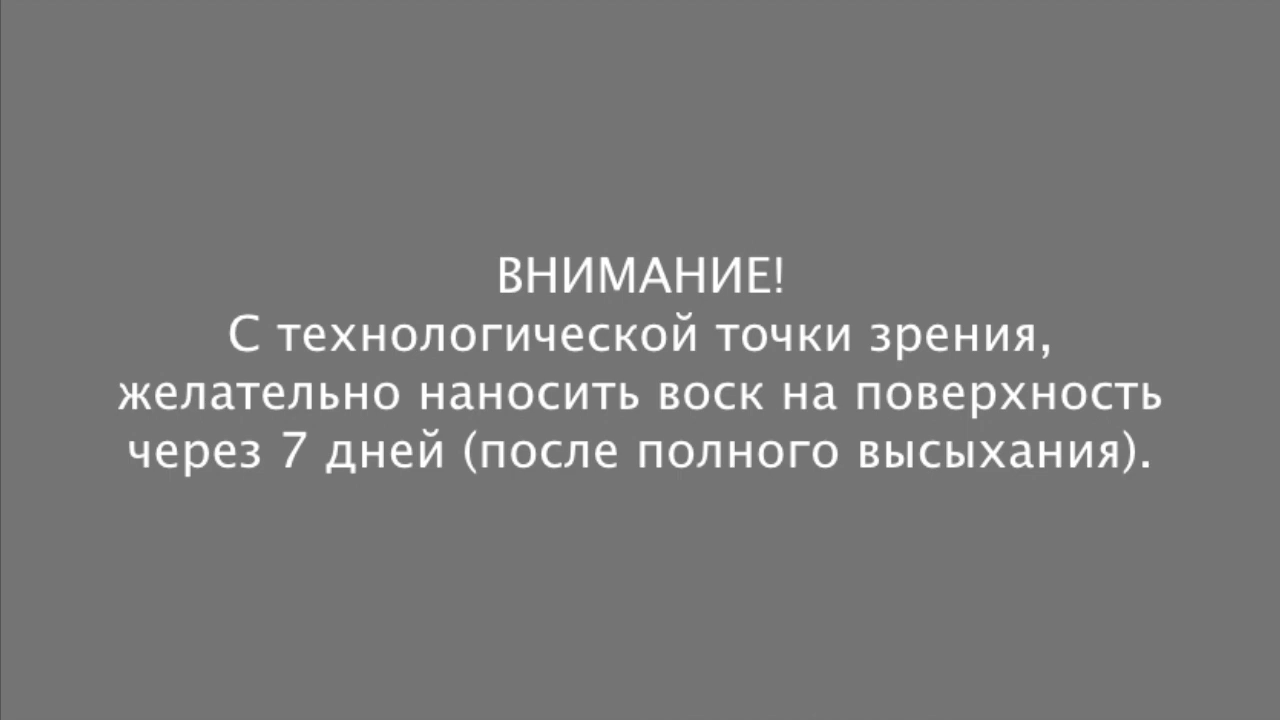 ВНИМАНИЕ!
С технологической точки зрения,
желательно наносить воск на поверхность
через 7 дней (после полного высыхания).